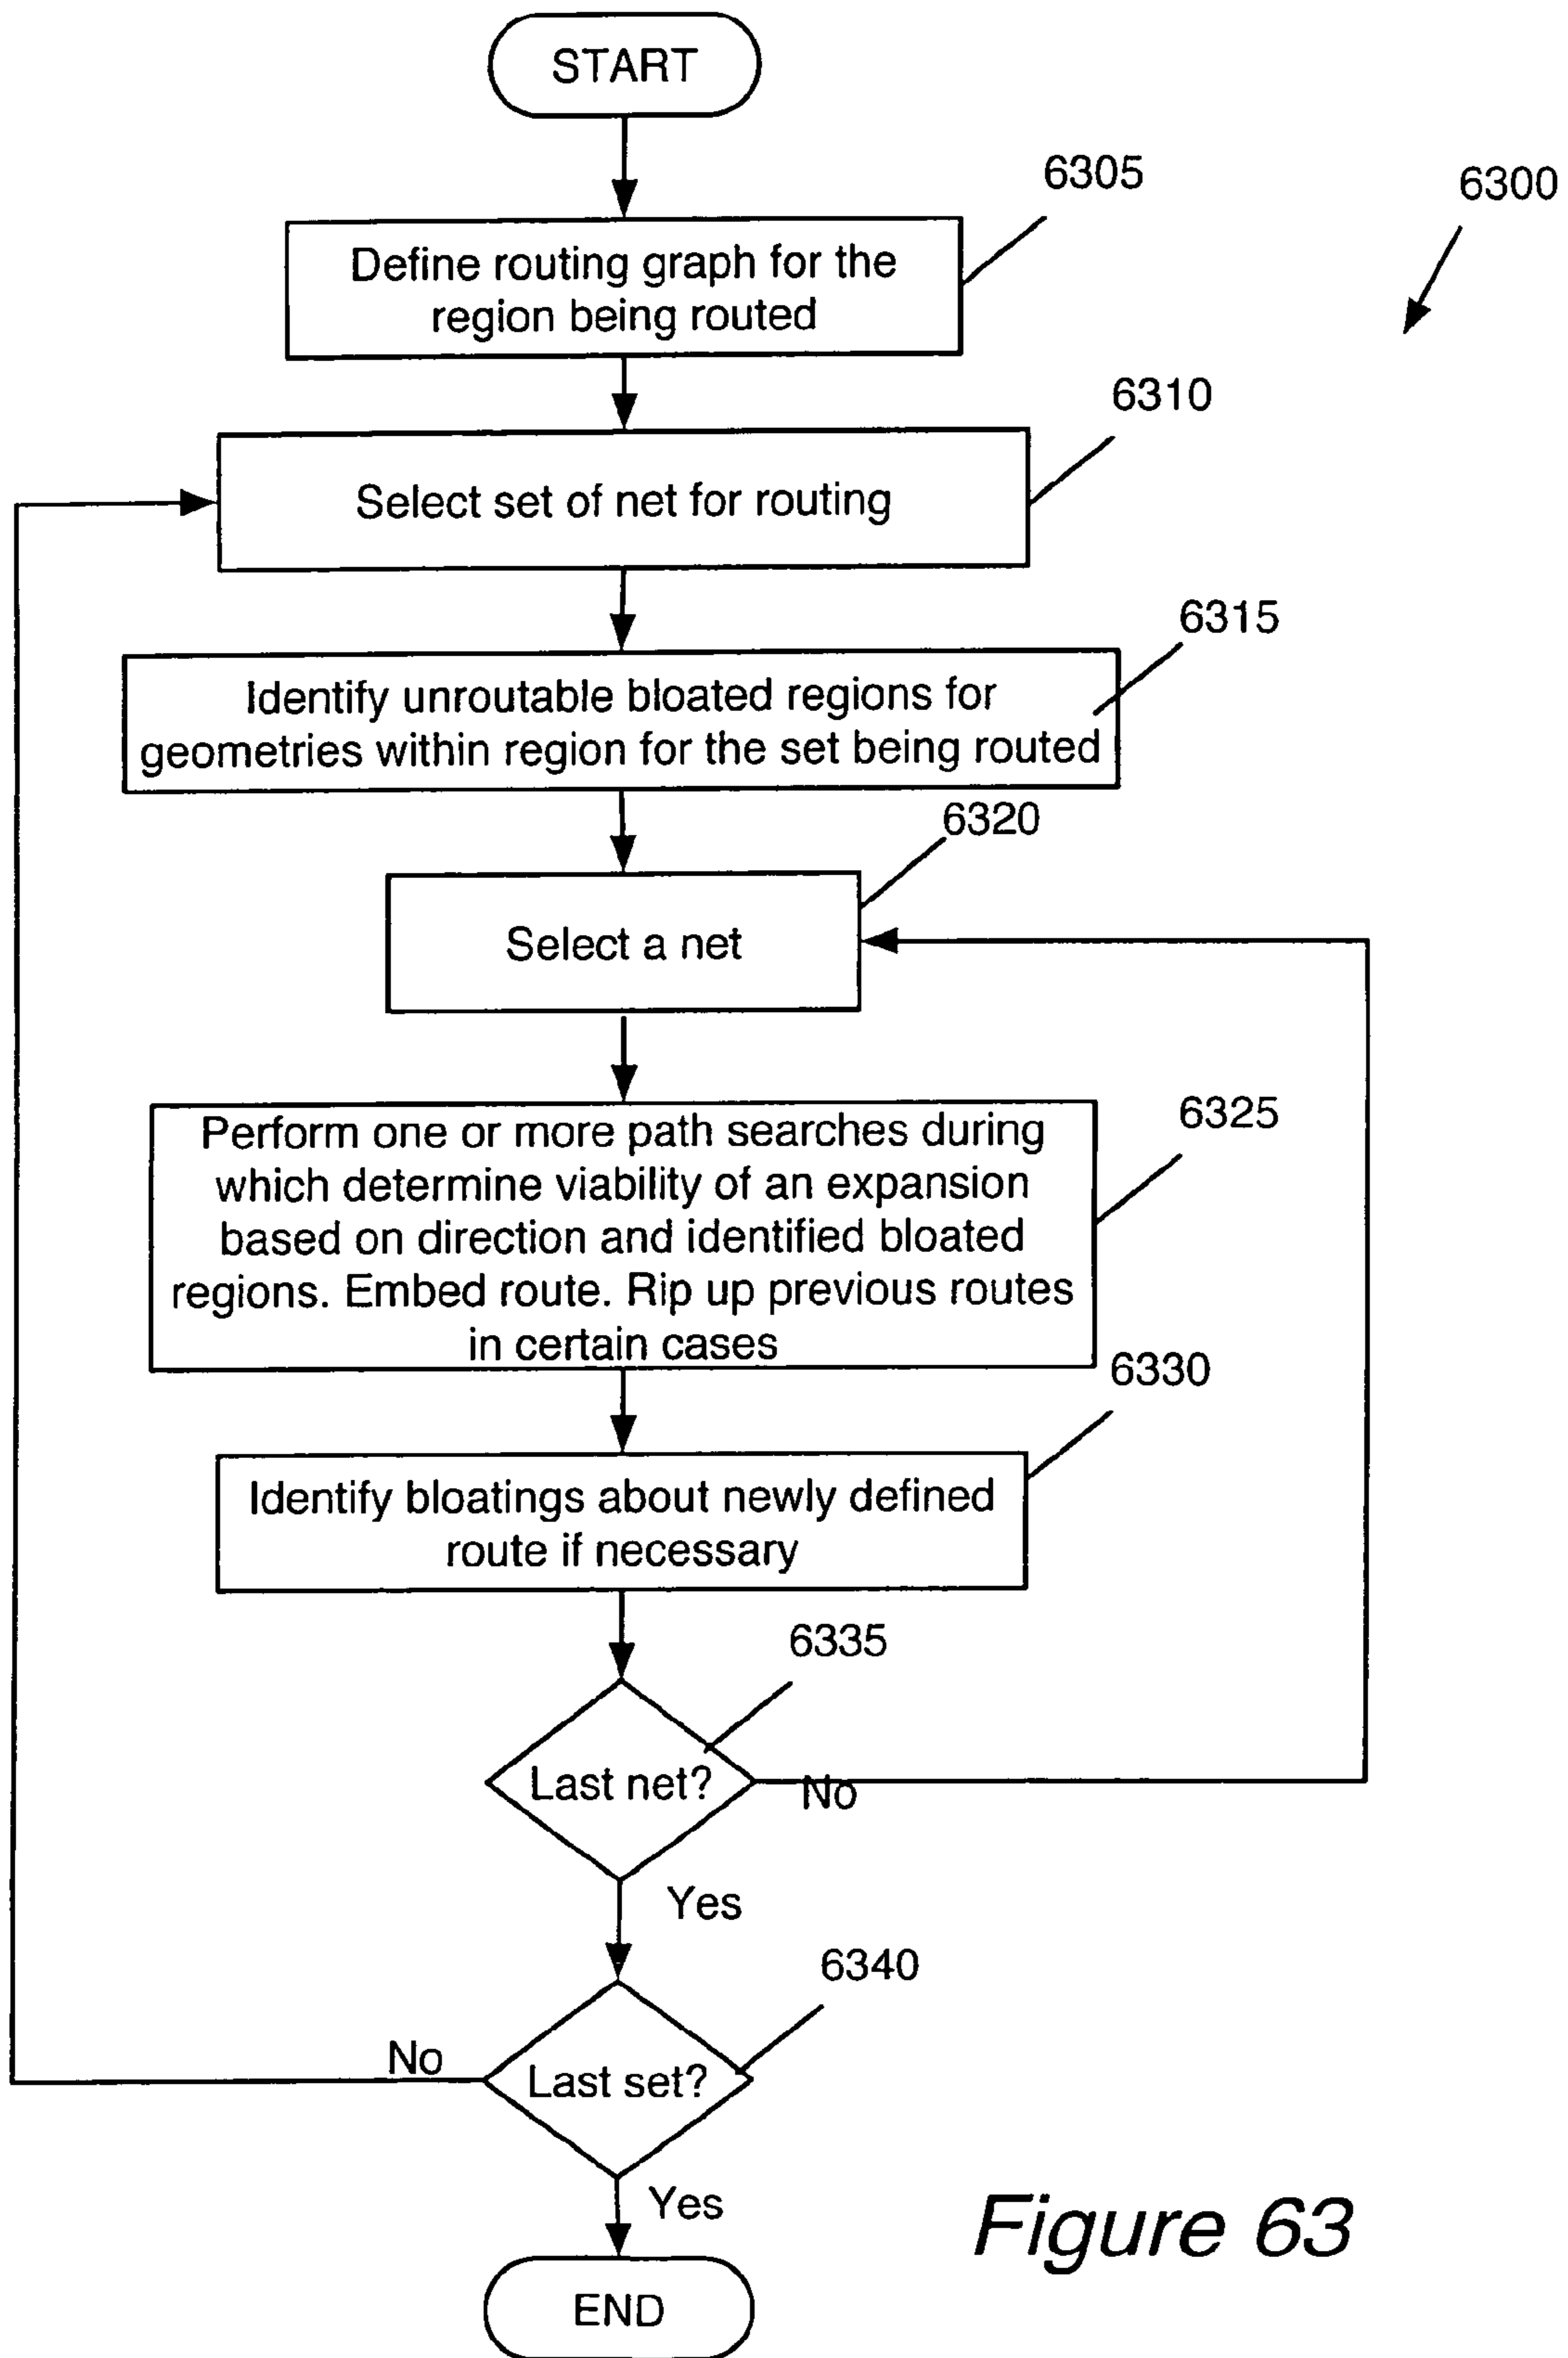 START
6305
6300
Define routing graph for the
region being routed
6310
Select set of net for routing
6315
Identify unroutable bloated regions for
geometries within region for the set being routed
6320
Select a net
6325
Perform one or more path searches during
which determine viability of an expansion
based on direction and identified bloated
regions. Embed route. Rip up previous routes
in certain cases
6330
Identify bloatings about newly defined
route if necessary
6335
Last net?
No
Yes
6340
No
Last set?
Yes
Figure 63
END